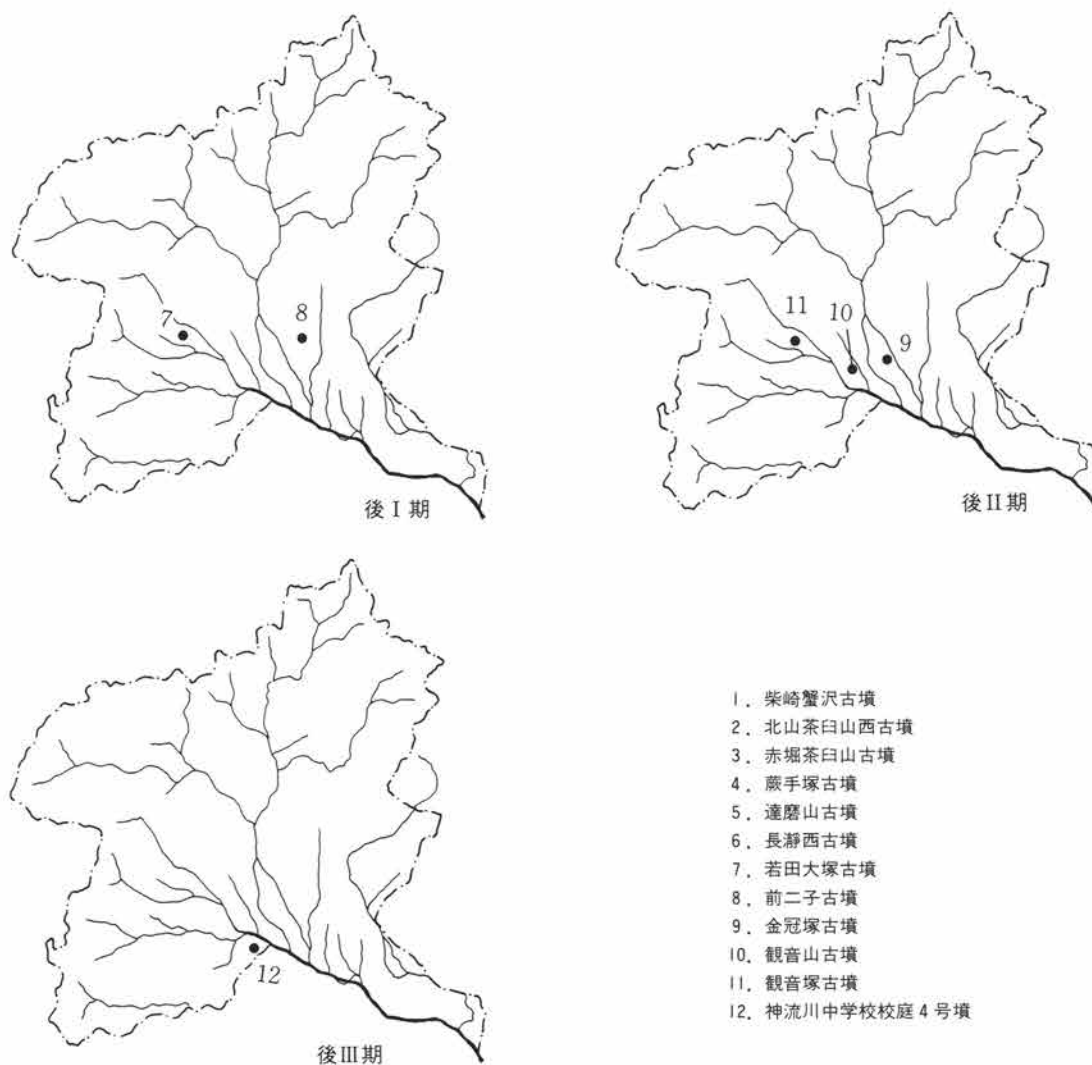 7
8
後Ⅰ期
11
10
9
後Ⅱ期
12
後Ⅲ期
1. 柴崎蟹沢古墳
2. 北山茶臼山西古墳
3. 赤堀茶臼山古墳
4. 蕨手塚古墳
5. 達磨山古墳
6. 長瀞西古墳
7. 若田大塚古墳
8. 前二子古墳
9. 金冠塚古墳
10. 観音山古墳
11. 観音塚古墳
12. 神流川中学校校庭4号墳